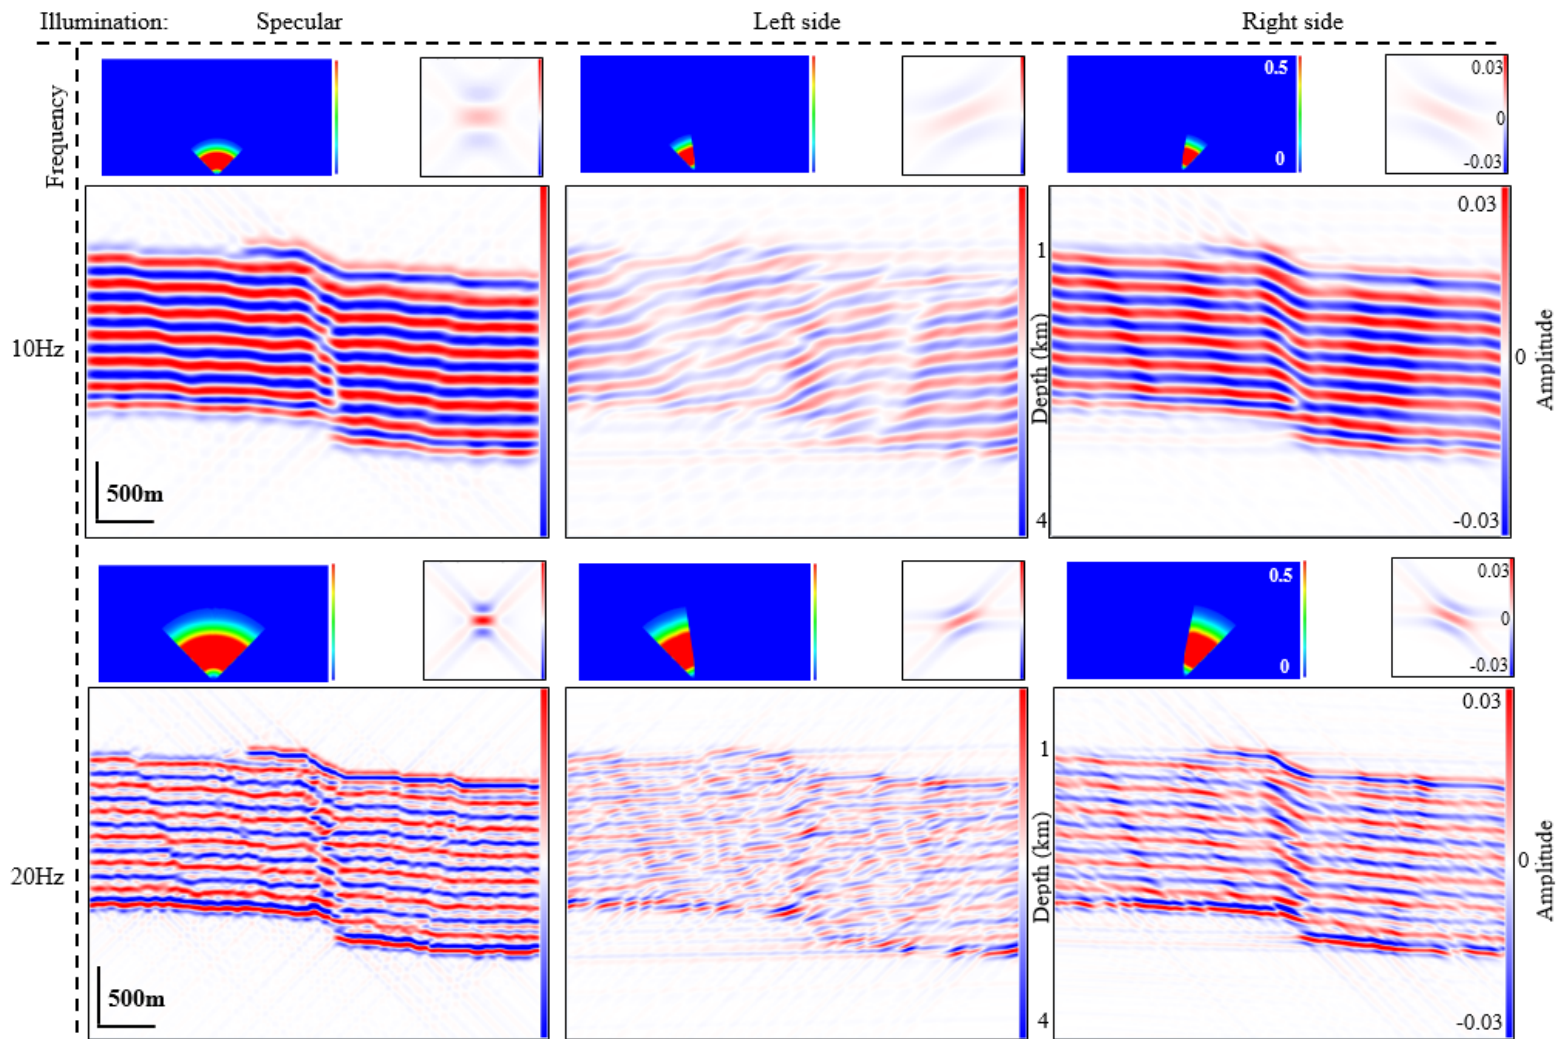 Illumination: Specular Left side Right side
Frequency
0.5
0
0.03
0
-0.03
10Hz
500m
1
Depth (km)
4
0.03
0
-0.03
Amplitude
0.5
0
0.03
0
-0.03
20Hz
500m
1
Depth (km)
4
0.03
0
-0.03
Amplitude